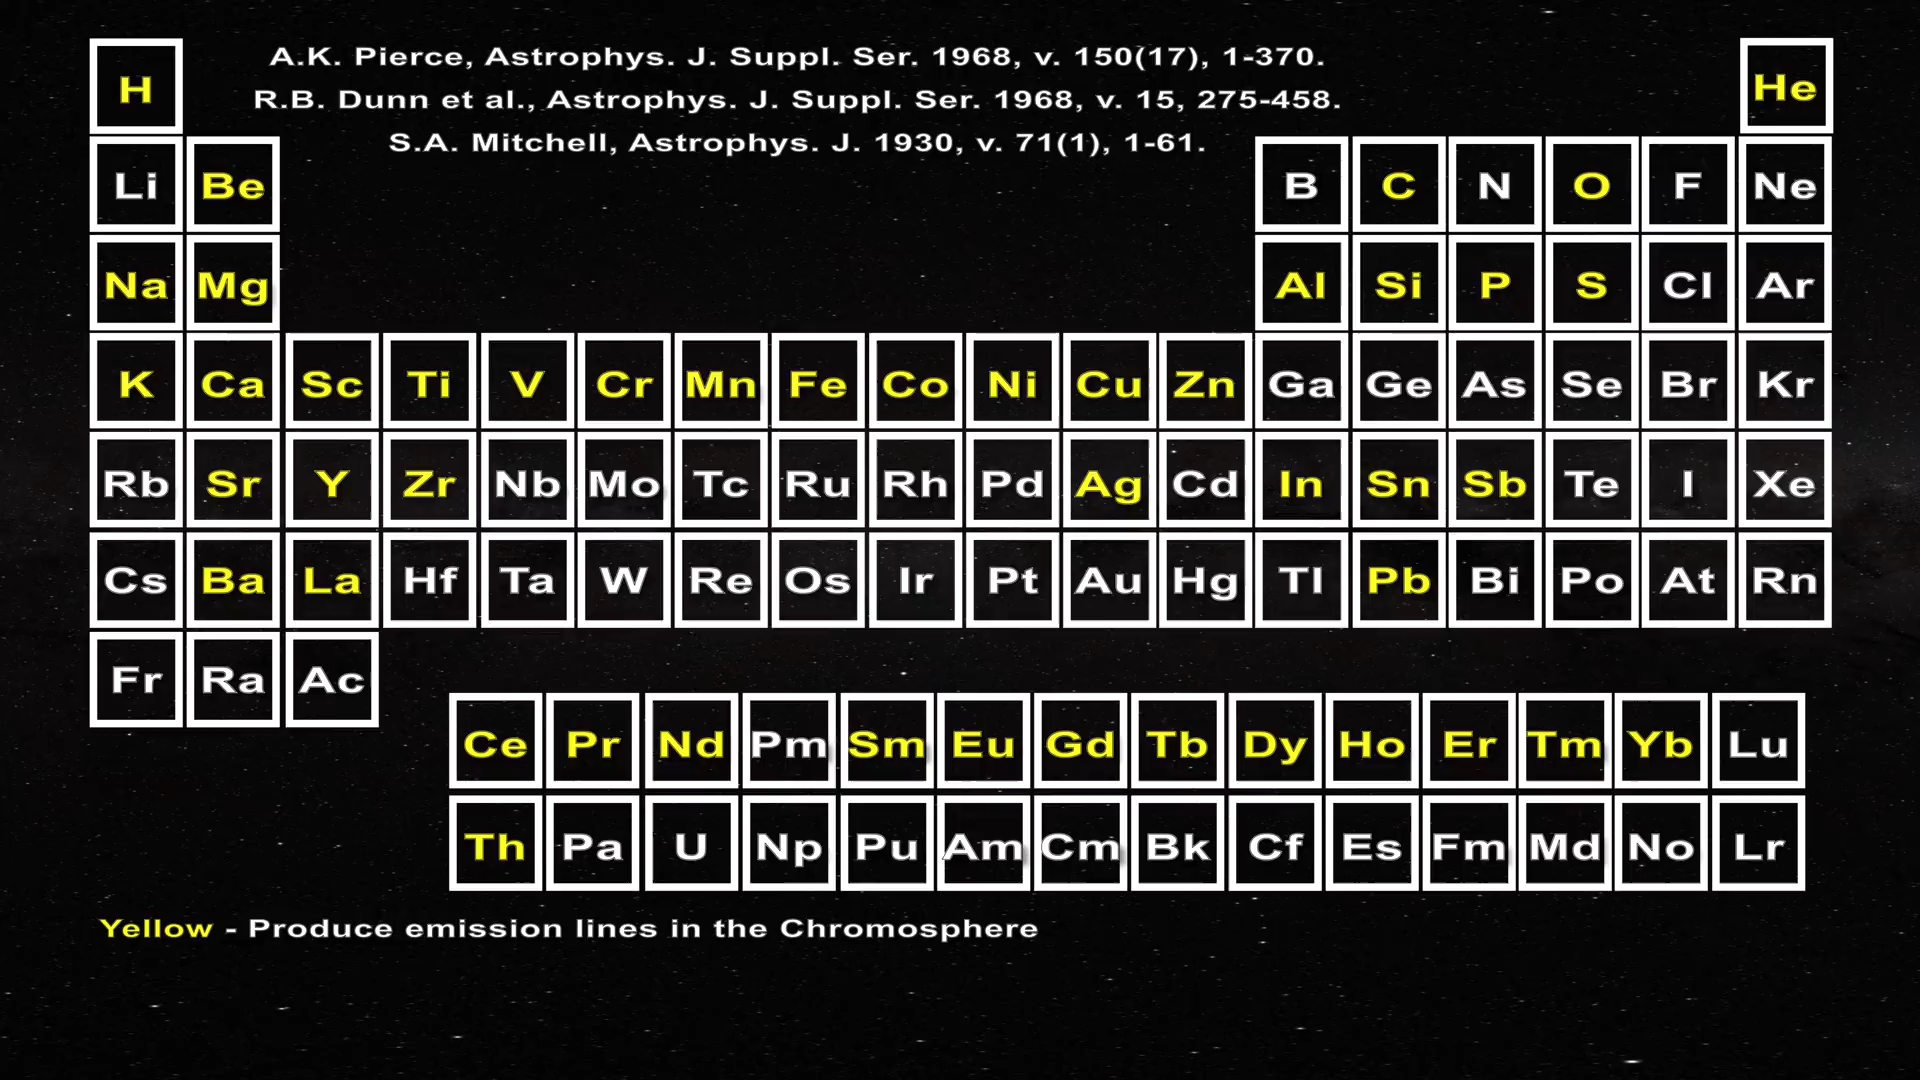 A.K. Pierce, Astrophys. J. Suppl. Ser. 1968, v. 150(17), 1-370.
R.B. Dunn et al., Astrophys. J. Suppl. Ser. 1968, v. 15, 275-458.
S.A. Mitchell, Astrophys. J. 1930, v. 71(1), 1-61.
H He
Li Be B C N O F Ne
Na Mg Al Si P S Cl Ar
K Ca Sc Ti V Cr Mn Fe Co Ni Cu Zn Ga Ge As Se Br Kr
Rb Sr Y Zr Nb Mo Tc Ru Rh Pd Ag Cd In Sn Sb Te I Xe
Cs Ba La Hf Ta W Re Os Ir Pt Au Hg Tl Pb Bi Po At Rn
Fr Ra Ac
Ce Pr Nd Pm Sm Eu Gd Tb Dy Ho Er Tm Yb Lu
Th Pa U Np Pu Am Cm Bk Cf Es Fm Md No Lr
Yellow - Produce emission lines in the Chromosphere